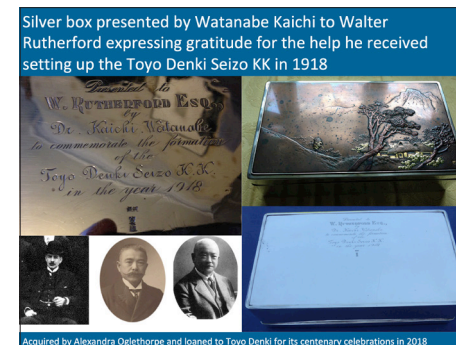 Silver box presented by Watanabe Kaichi to Walter
Rutherford expressing gratitude for the help he received
setting up the Toyo Denki Seizo KK in 1918
Presented to
W. RUTHERFORD ESQ
by
Dr. Kaichi Watanabe
to commemorate the formation
of the
Toyo Denki Seizo K.K.
in the year 1918
Acquired by Alexandra Oglethorpe and loaned to Toyo Denki for its centenary celebrations in 2018